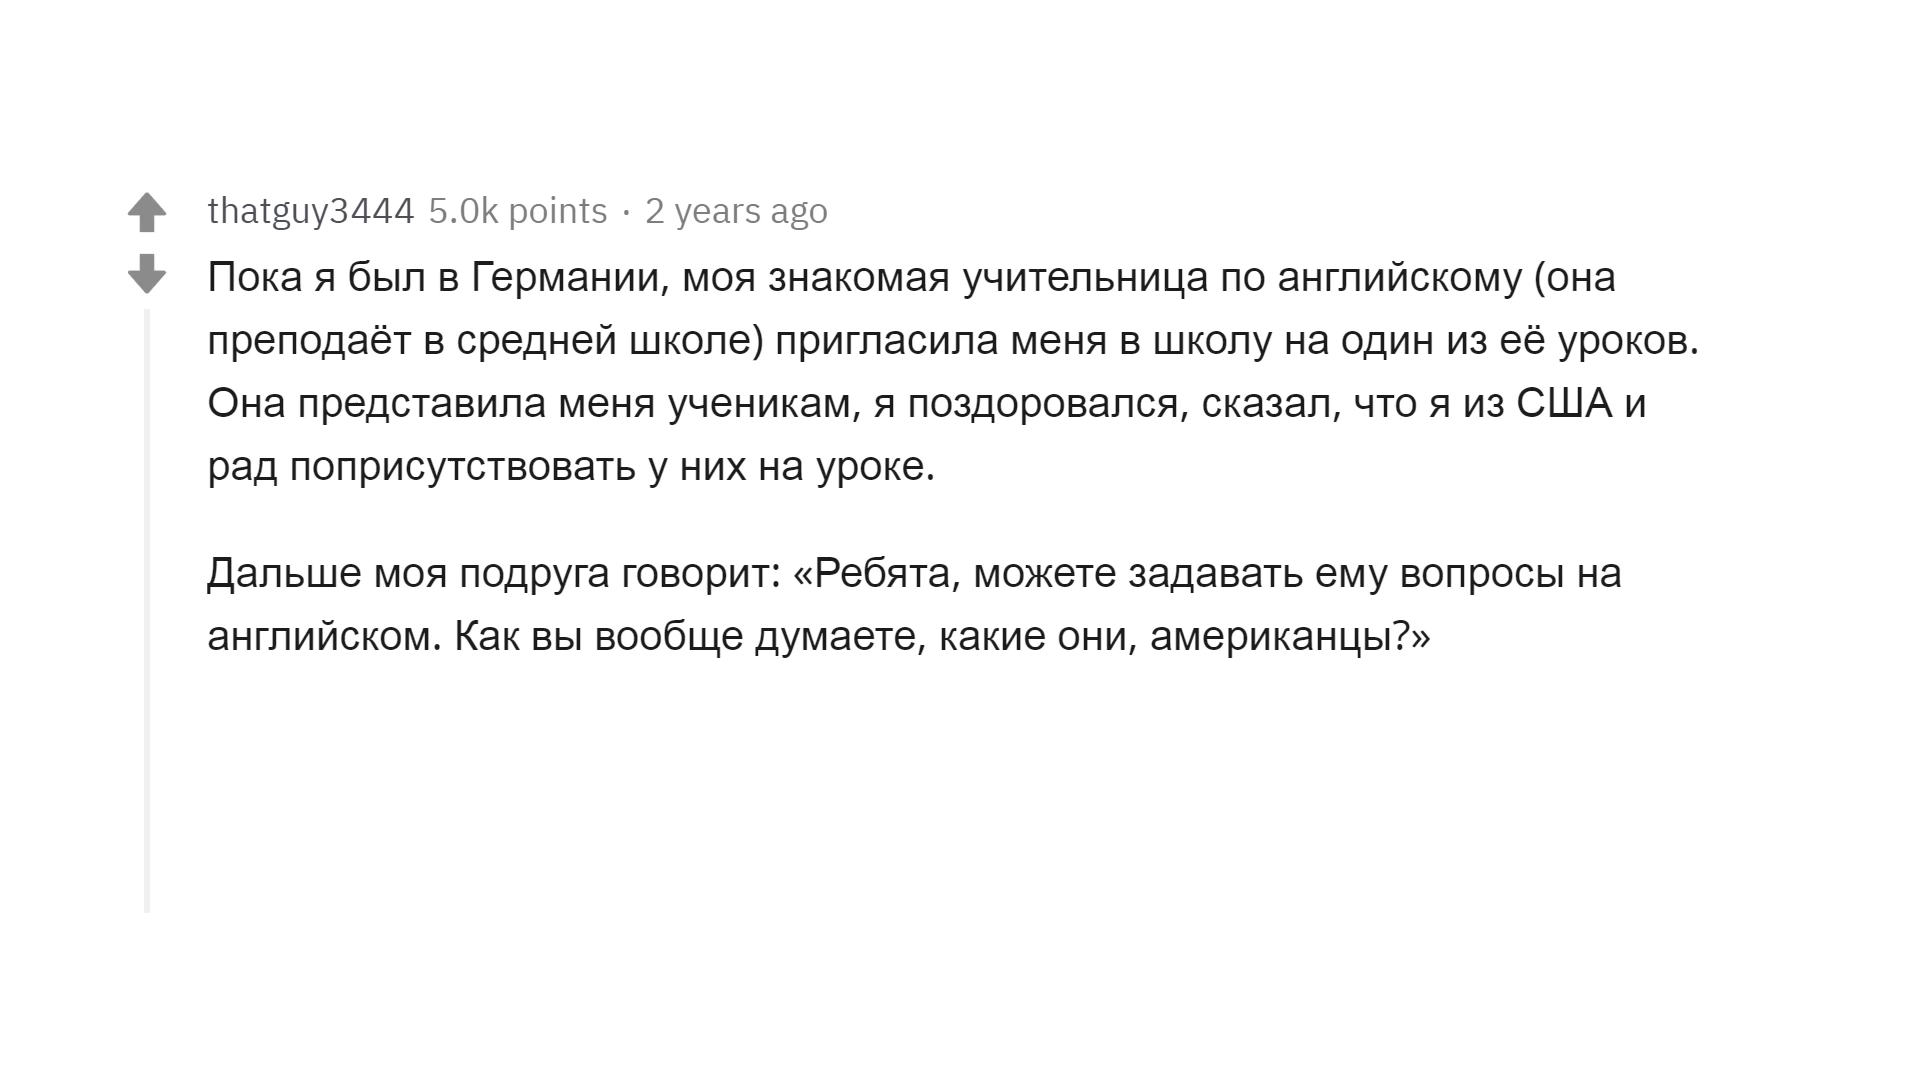 thatguy3444 5.0k points · 2 years ago
Пока я был в Германии, моя знакомая учительница по английскому (она
преподаёт в средней школе) пригласила меня в школу на один из её уроков.
Она представила меня ученикам, я поздоровался, сказал, что я из США и
рад поприсутствовать у них на уроке.
Дальше моя подруга говорит: «Ребята, можете задавать ему вопросы на
английском. Как вы вообще думаете, какие они, американцы?»